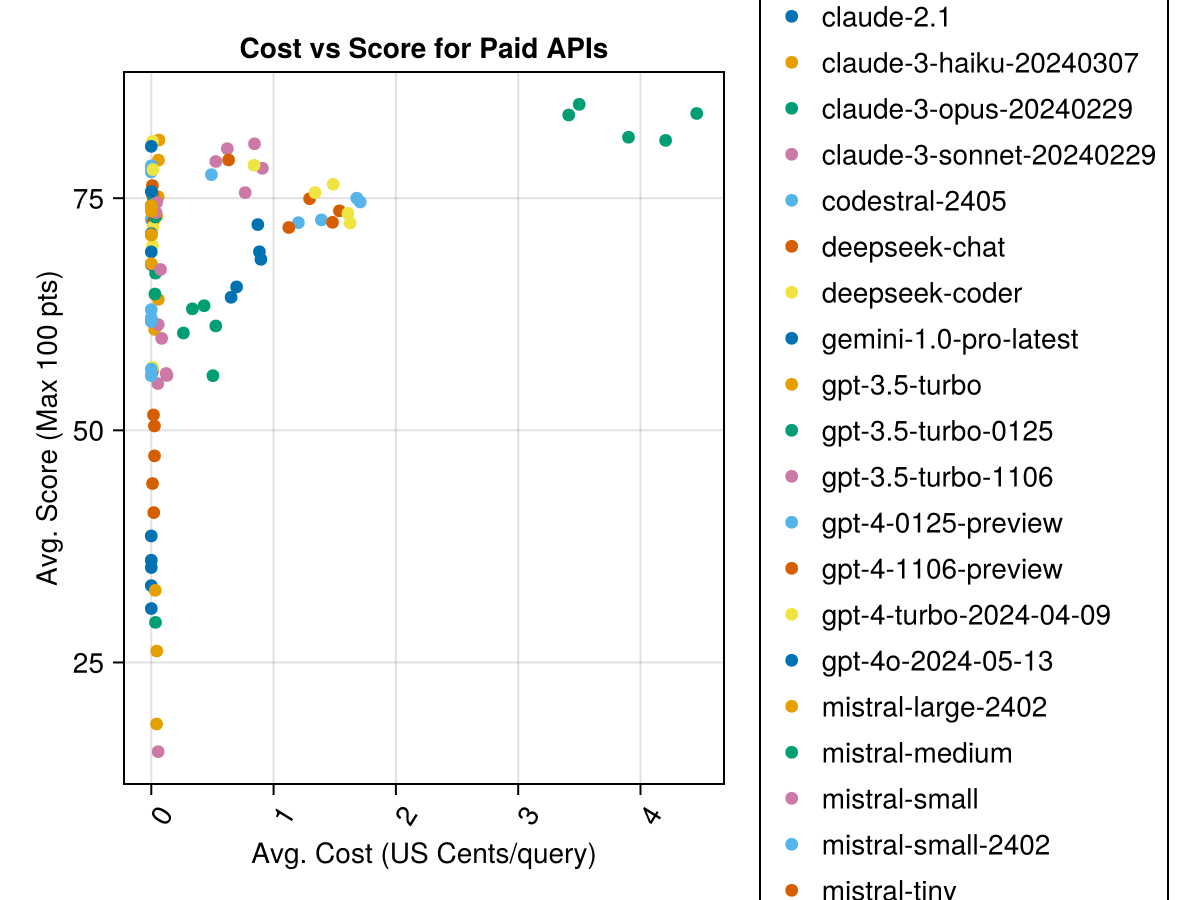 Cost vs Score for Paid APIs
Avg. Score (Max 100 pts)
75
50
25
0
1
2
3
4
Avg. Cost (US Cents/query)
claude-2.1
claude-3-haiku-20240307
claude-3-opus-20240229
claude-3-sonnet-20240229
codestral-2405
deepseek-chat
deepseek-coder
gemini-1.0-pro-latest
gpt-3.5-turbo
gpt-3.5-turbo-0125
gpt-3.5-turbo-1106
gpt-4-0125-preview
gpt-4-1106-preview
gpt-4-turbo-2024-04-09
gpt-4o-2024-05-13
mistral-large-2402
mistral-medium
mistral-small
mistral-small-2402
mistral-tiny